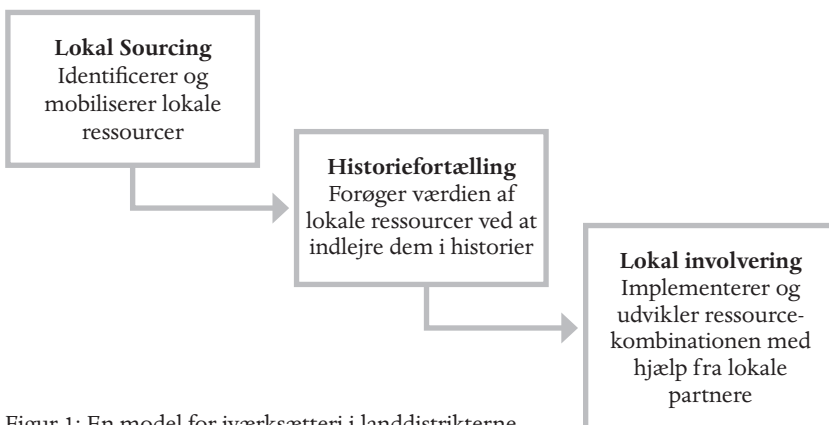 Lokal Sourcing
Identificerer og
mobiliserer lokale
ressourcer
Historiefortælling
Forøger værdien af
lokale ressourcer ved at
indlejre dem i historier
Lokal involvering
Implementerer og
udvikler ressource-
kombinationen med
hjælp fra lokale
partnere
Figur 1: En model for iværksætteri i landdistrikterne